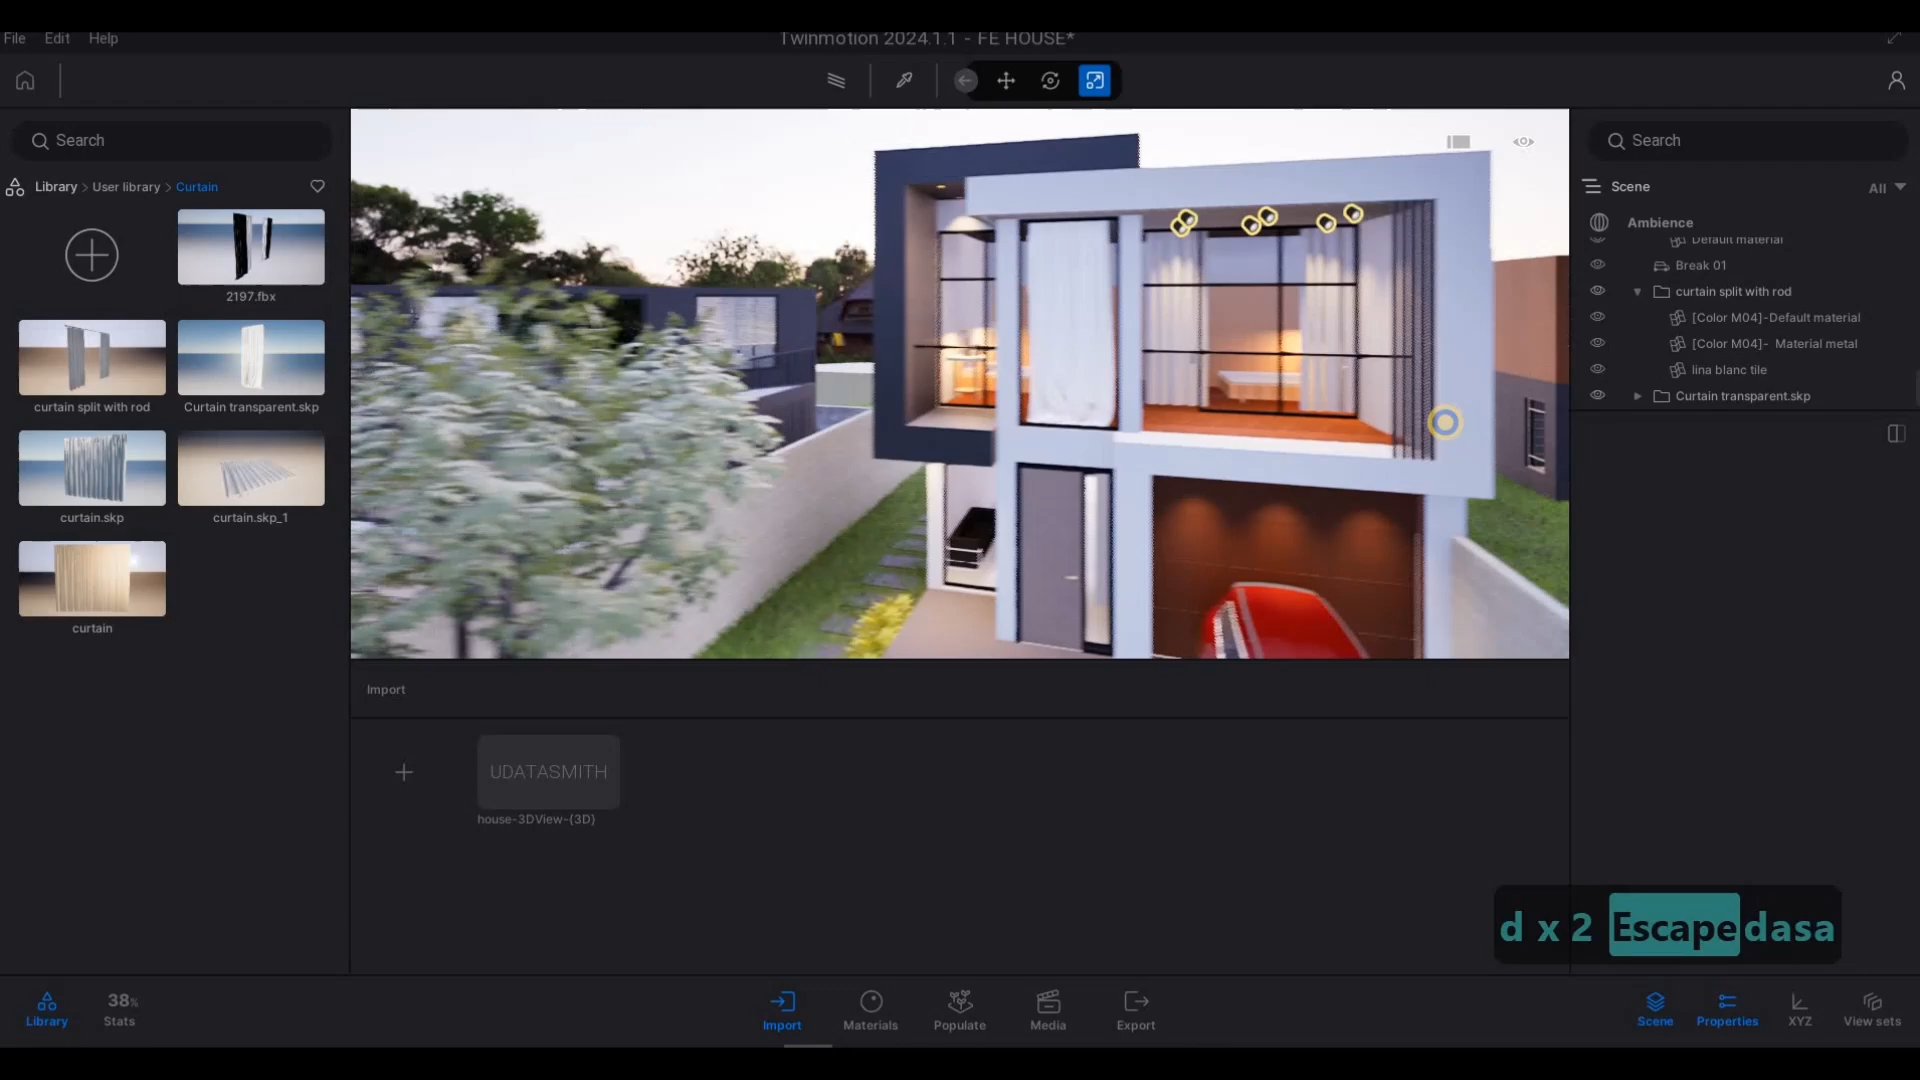 File Edit Help
Twinmotion 2024.1.1 - FE HOUSE*
Search
Library > User library > Curtain
2197.fbx
curtain split with rod
Curtain transparent.skp
curtain.skp
curtain.skp_1
curtain
Search
Scene
All
Ambience
Default material
Break 01
curtain split with rod
[Color M04]-Default material
[Color M04]- Material metal
lina blanc tile
Curtain transparent.skp
Import
UDATASMITH
house-3DView-{3D}
d x 2 Escape dasa
Library
38%
Stats
Import
Materials
Populate
Media
Export
Scene
Properties
XYZ
View sets